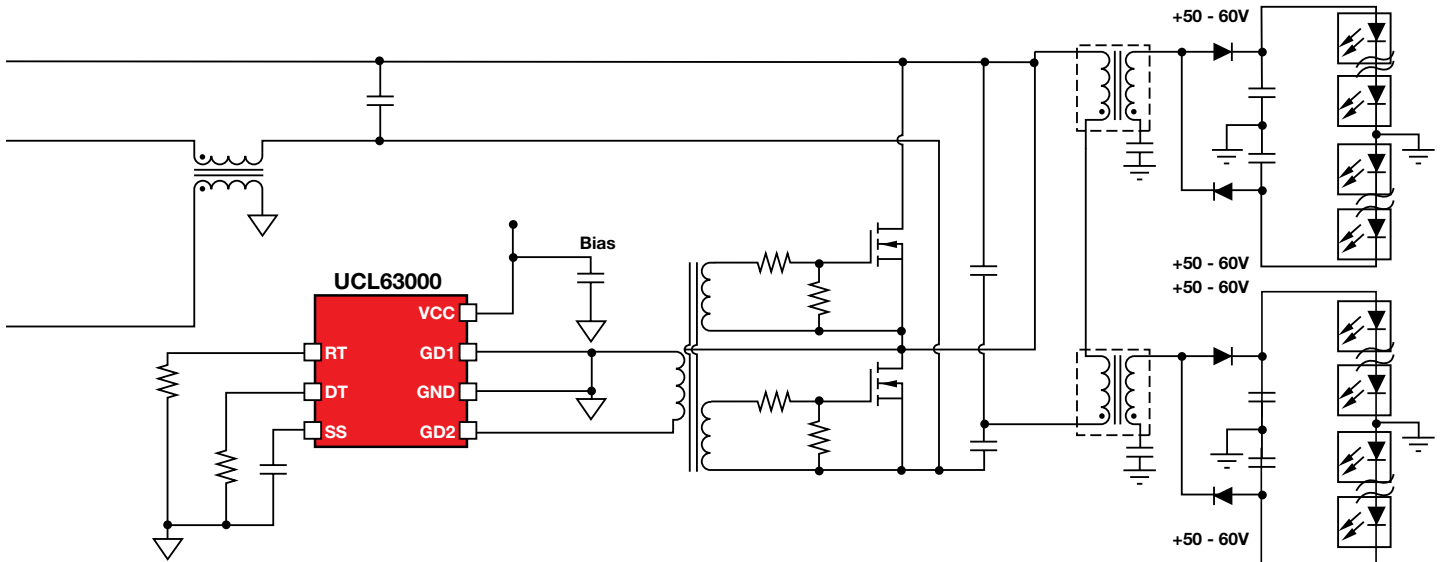 +50 - 60V
Bias
UCL63000
VCC
RT
GD1
DT
GND
SS
GD2
+50 - 60V
+50 - 60V
+50 - 60V